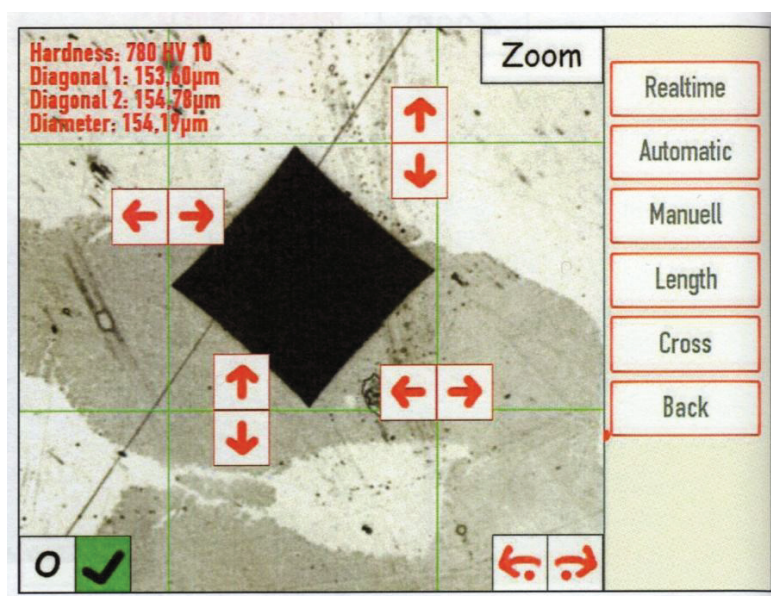 Hardness: 780 HV 10
Diagonal 1: 153,60µm
Diagonal 2: 154,78µm
Diameter: 154,19µm
Zoom
Realtime
Automatic
Manuell
Length
Cross
Back